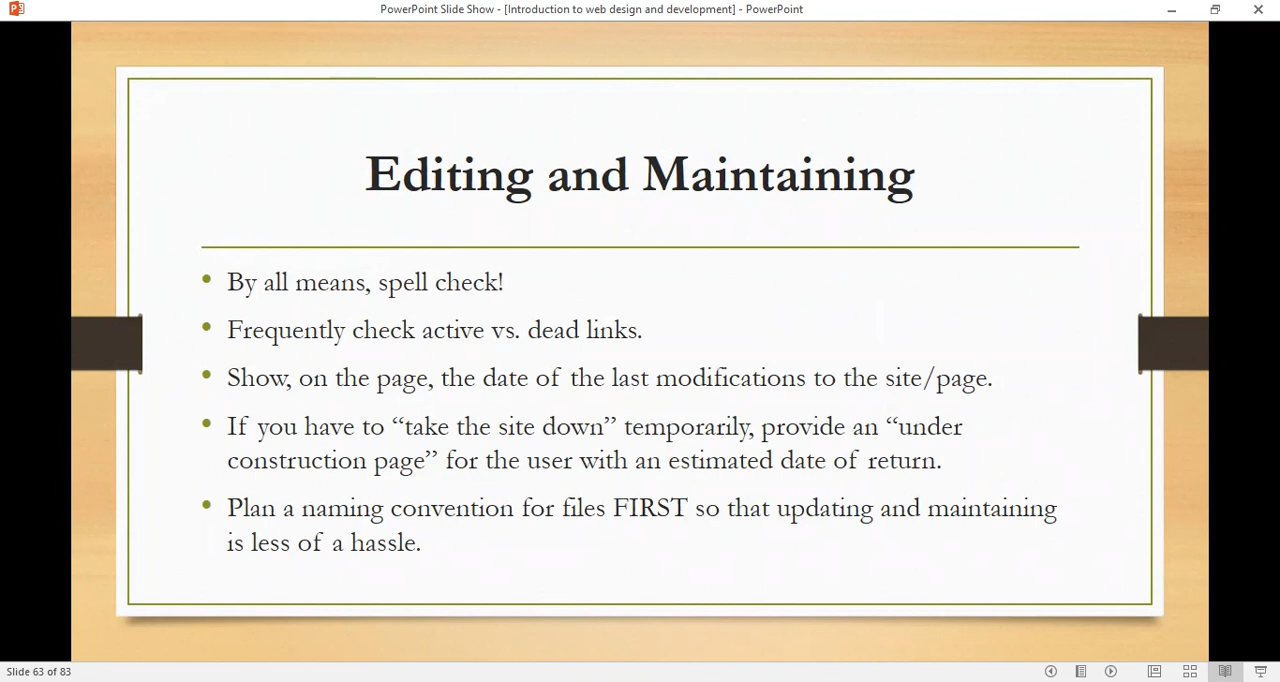 PowerPoint Slide Show - [Introduction to web design and development] - PowerPoint
Editing and Maintaining
• By all means, spell check!
• Frequently check active vs. dead links.
• Show, on the page, the date of the last modifications to the site/page.
• If you have to “take the site down” temporarily, provide an “under
construction page” for the user with an estimated date of return.
• Plan a naming convention for files FIRST so that updating and maintaining
is less of a hassle.
Slide 63 of 83